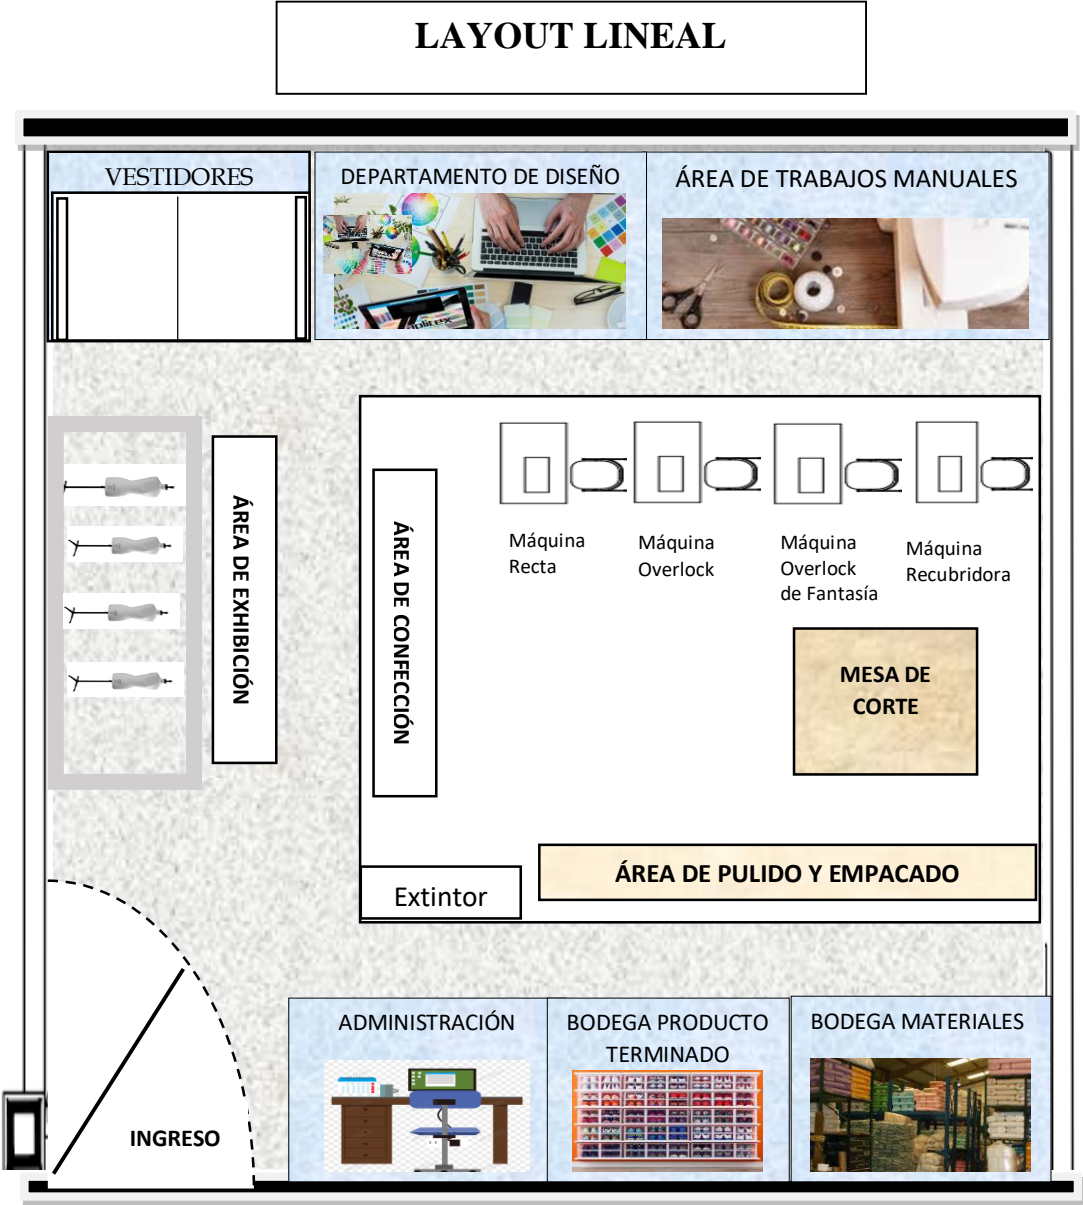 LAYOUT LINEAL
VESTIDORES
DEPARTAMENTO DE DISEÑO
ÁREA DE TRABAJOS MANUALES
ÁREA DE EXHIBICIÓN
ÁREA DE CONFECCIÓN
Máquina
Recta
Máquina
Overlock
Máquina
Overlock
de Fantasía
Máquina
Recubridora
MESA DE
CORTE
ÁREA DE PULIDO Y EMPACADO
Extintor
INGRESO
ADMINISTRACIÓN
BODEGA PRODUCTO
TERMINADO
BODEGA MATERIALES